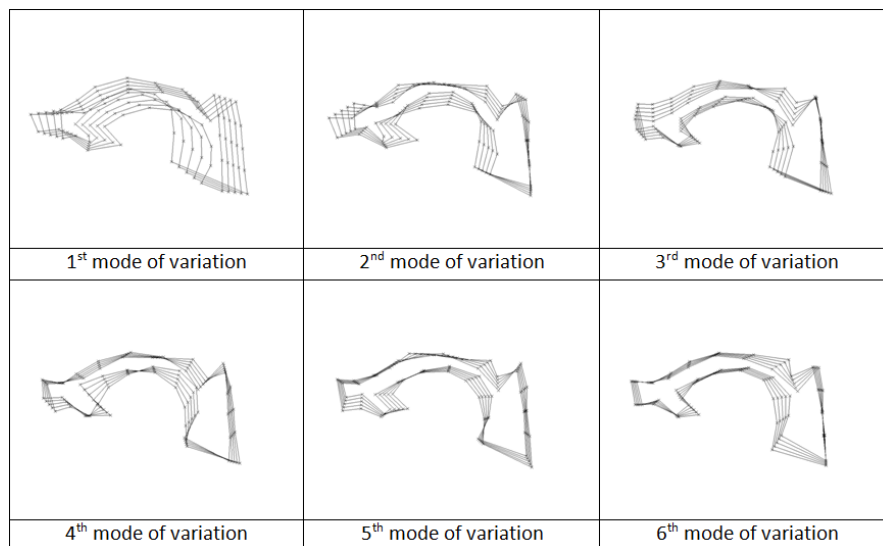 1st mode of variation
2nd mode of variation
3rd mode of variation
4th mode of variation
5th mode of variation
6th mode of variation